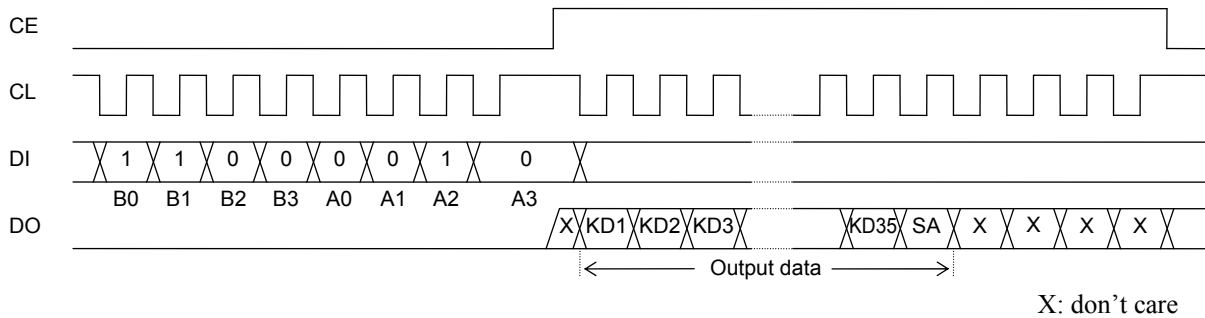 CE
CL
DI 1 1 0 0 0 0 1 0
B0 B1 B2 B3 A0 A1 A2 A3
DO X KD1 KD2 KD3 KD35 SA X X X X
Output data
X: don't care